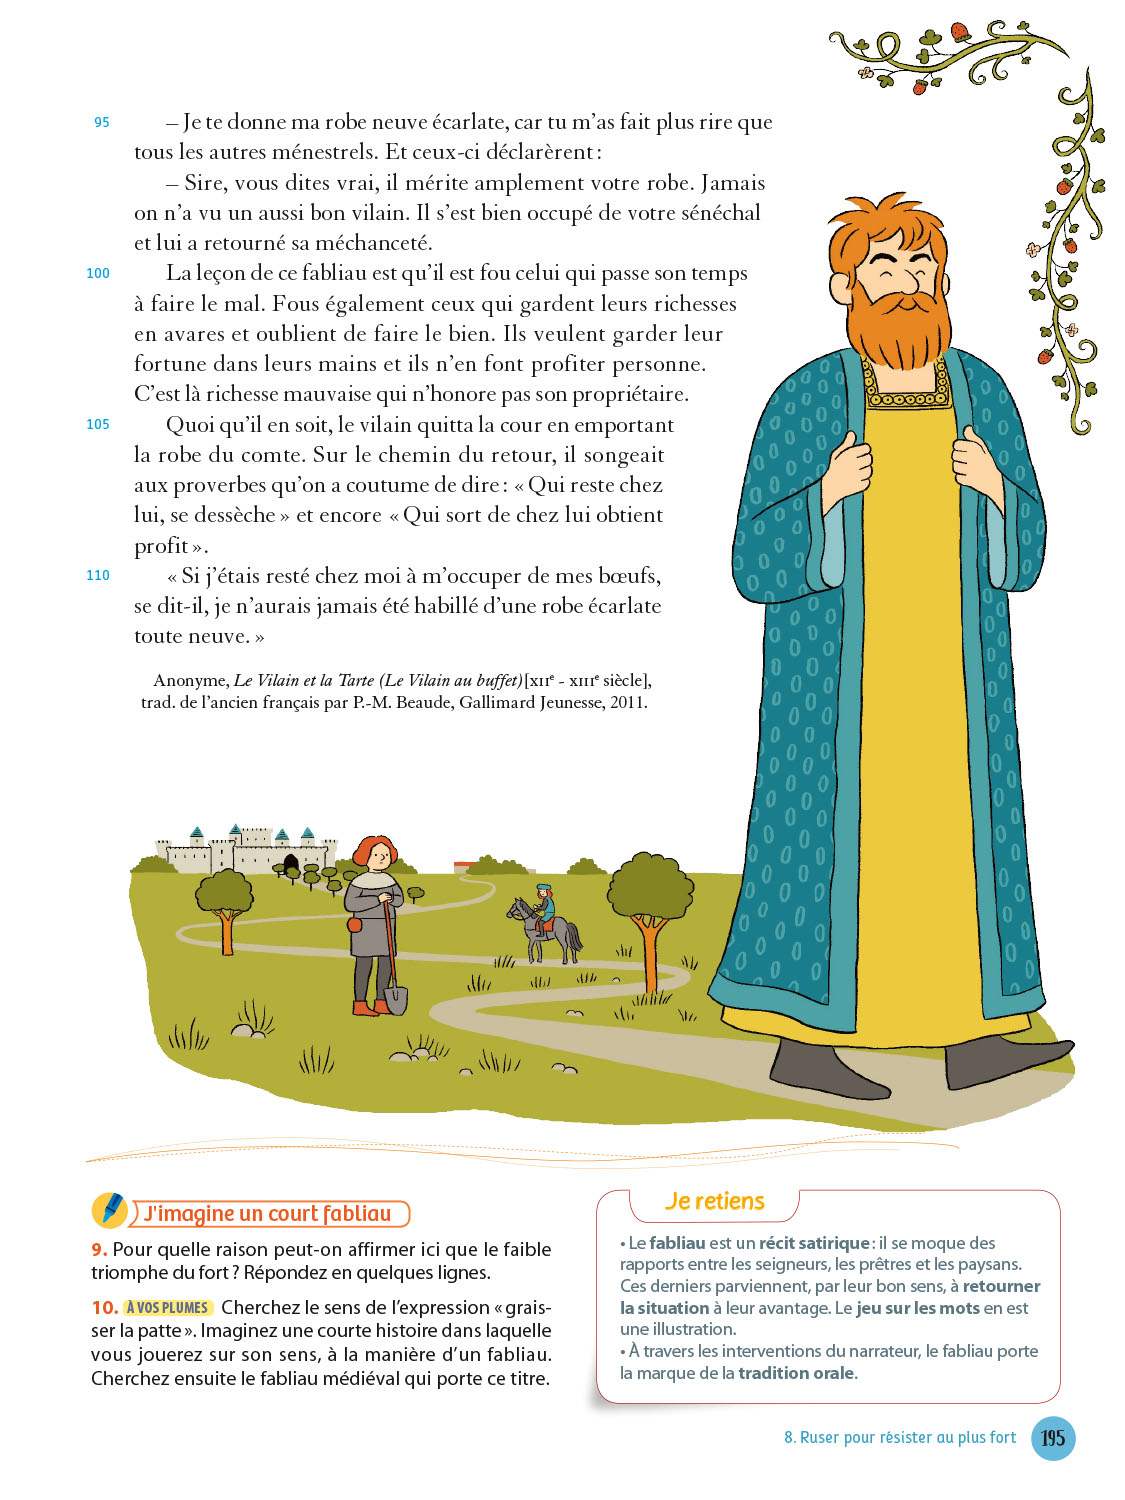 95 – Je te donne ma robe neuve écarlate, car tu m’as fait plus rire que
tous les autres ménestrels. Et ceux-ci déclarèrent :
– Sire, vous dites vrai, il mérite amplement votre robe. Jamais
on n’a vu un aussi bon vilain. Il s’est bien occupé de votre sénéchal
et lui a retourné sa méchanceté.
100 La leçon de ce fabliau est qu’il est fou celui qui passe son temps
à faire le mal. Fous également ceux qui gardent leurs richesses
en avares et oublient de faire le bien. Ils veulent garder leur
fortune dans leurs mains et ils n’en font profiter personne.
C’est là richesse mauvaise qui n’honore pas son propriétaire.
105 Quoi qu’il en soit, le vilain quitta la cour en emportant
la robe du comte. Sur le chemin du retour, il songeait
aux proverbes qu’on a coutume de dire : « Qui reste chez
lui, se dessèche » et encore « Qui sort de chez lui obtient
profit ».
110 « Si j’étais resté chez moi à m’occuper de mes bœufs,
se dit-il, je n’aurais jamais été habillé d’une robe écarlate
toute neuve. »
Anonyme, Le Vilain et la Tarte (Le Vilain au buffet)[XIIe - XIIIe siècle],
trad. de l’ancien français par P.-M. Beaude, Gallimard Jeunesse, 2011.
J'imagine un court fabliau
9. Pour quelle raison peut-on affirmer ici que le faible
triomphe du fort ? Répondez en quelques lignes.
10. À VOS PLUMES Cherchez le sens de l’expression « grais-
ser la patte ». Imaginez une courte histoire dans laquelle
vous jouerez sur son sens, à la manière d’un fabliau.
Cherchez ensuite le fabliau médiéval qui porte ce titre.
Je retiens
• Le fabliau est un récit satirique : il se moque des
rapports entre les seigneurs, les prêtres et les paysans.
Ces derniers parviennent, par leur bon sens, à retourner
la situation à leur avantage. Le jeu sur les mots en est
une illustration.
• À travers les interventions du narrateur, le fabliau porte
la marque de la tradition orale.
8. Ruser pour résister au plus fort 195